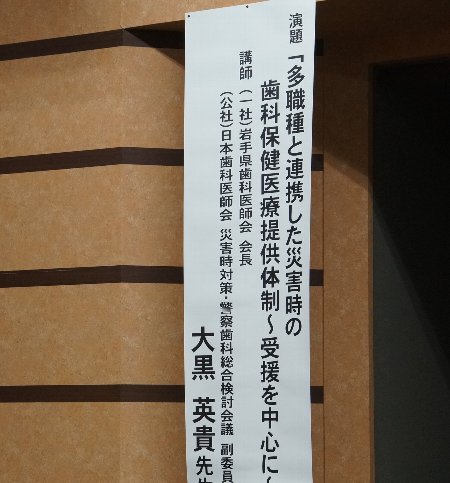 演題
「多職種と連携した災害時の
歯科保健医療提供体制～受援を中心に～
講師
(一社)岩手県歯科医師会 会長
(公社)日本歯科医師会 災害時対策・警察歯科総合検討会議 副委員
大黒 英貴 先生